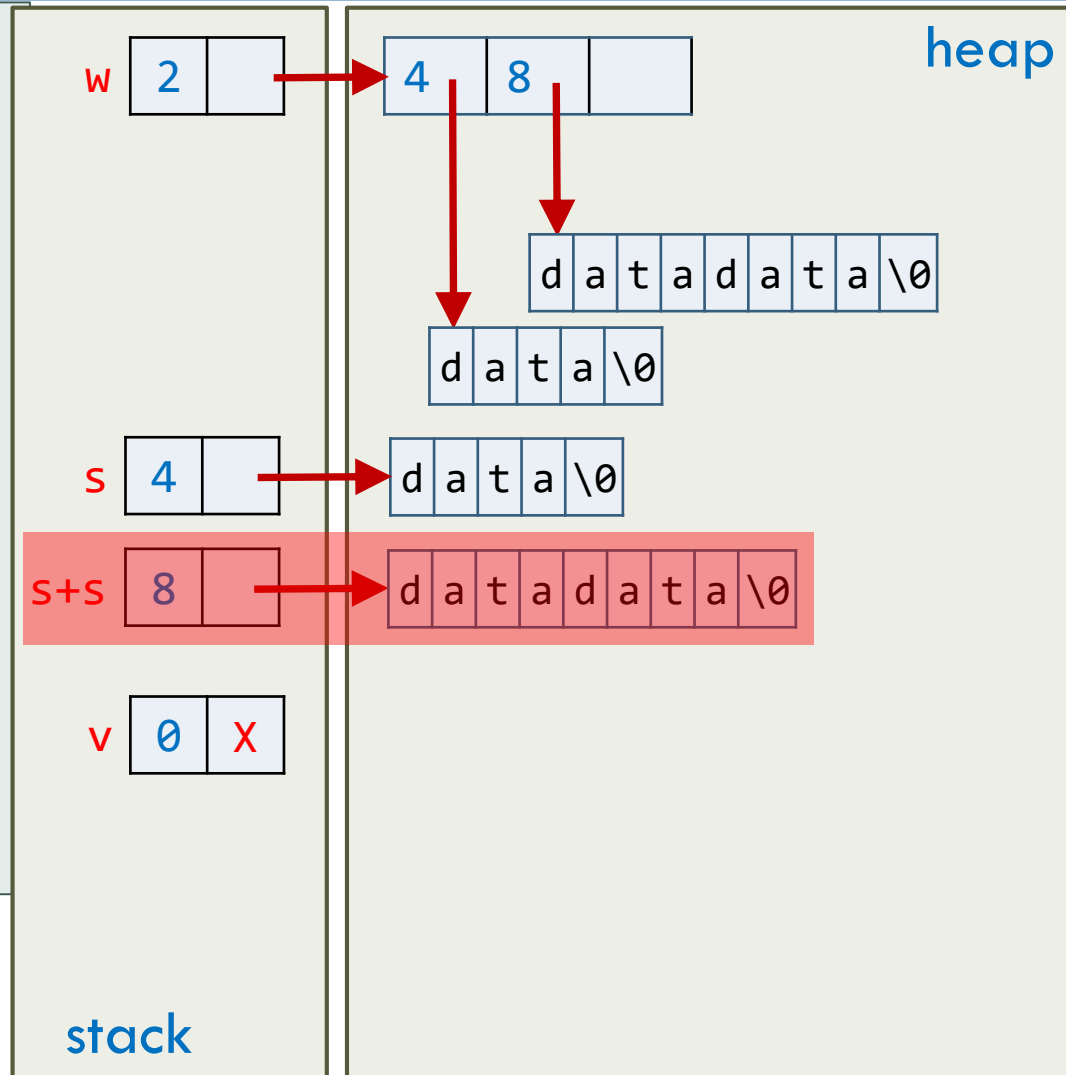 heap
w 2 4 8
d a t a d a t a \0
d a t a \0
s 4 d a t a \0
s+s 8 d a t a d a t a \0
v 0 X
stack